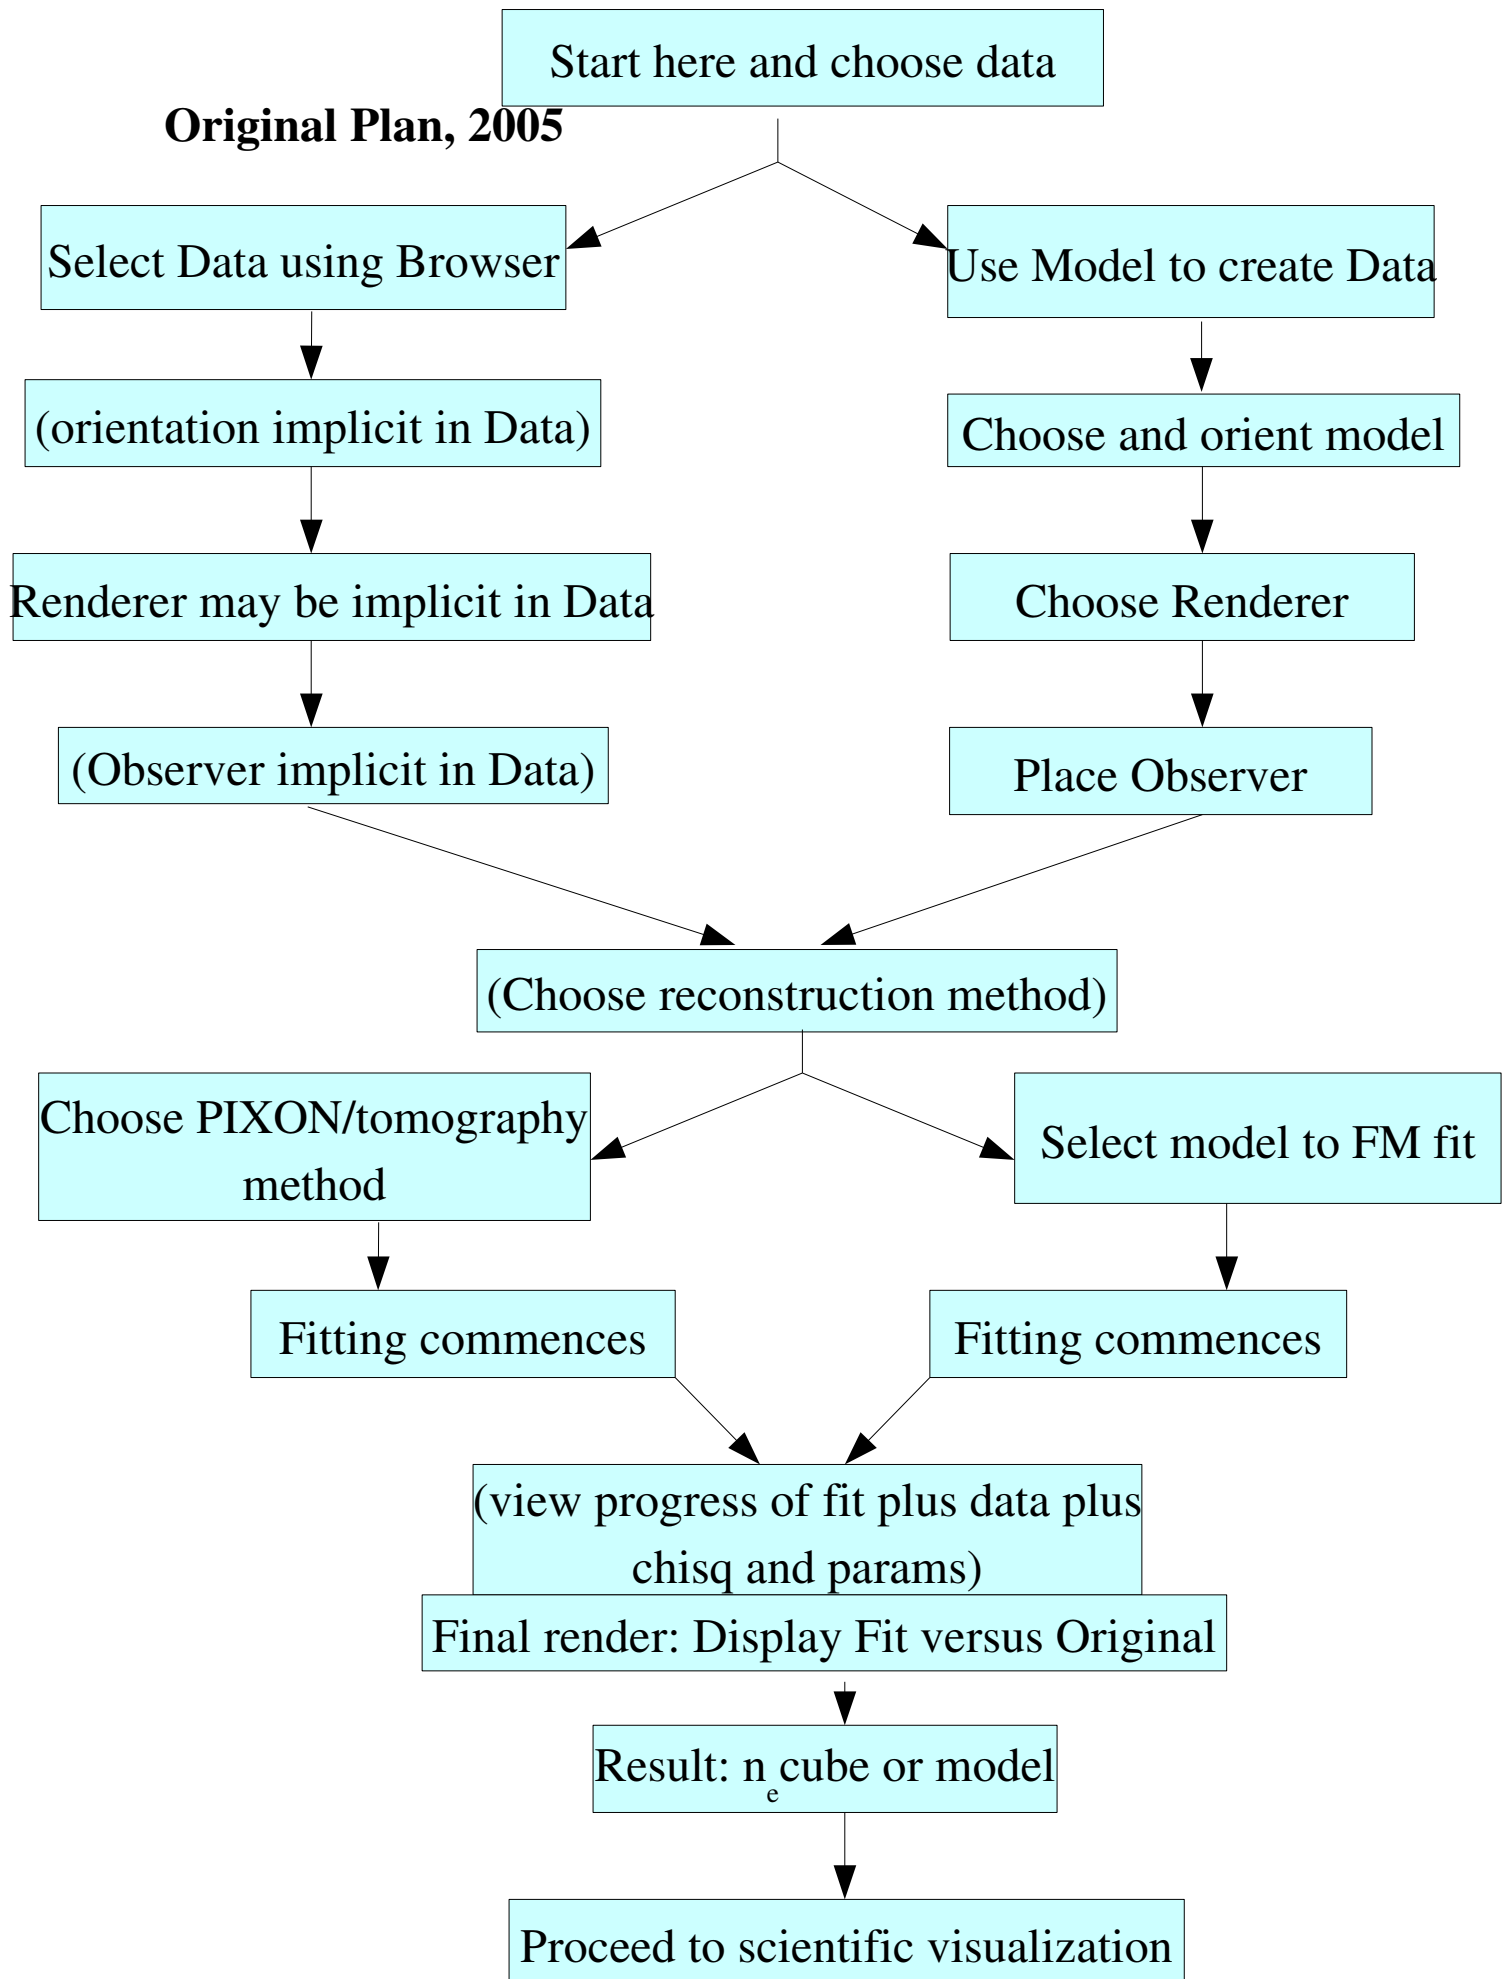 Start here and choose data
Original Plan, 2005
Select Data using Browser
Use Model to create Data
(orientation implicit in Data)
Choose and orient model
Renderer may be implicit in Data
Choose Renderer
(Observer implicit in Data)
Place Observer
(Choose reconstruction method)
Choose PIXON/tomography
method
Select model to FM fit
Fitting commences
Fitting commences
(view progress of fit plus data plus
chisq and params)
Final render: Display Fit versus Original
Result: nₑcube or model
Proceed to scientific visualization